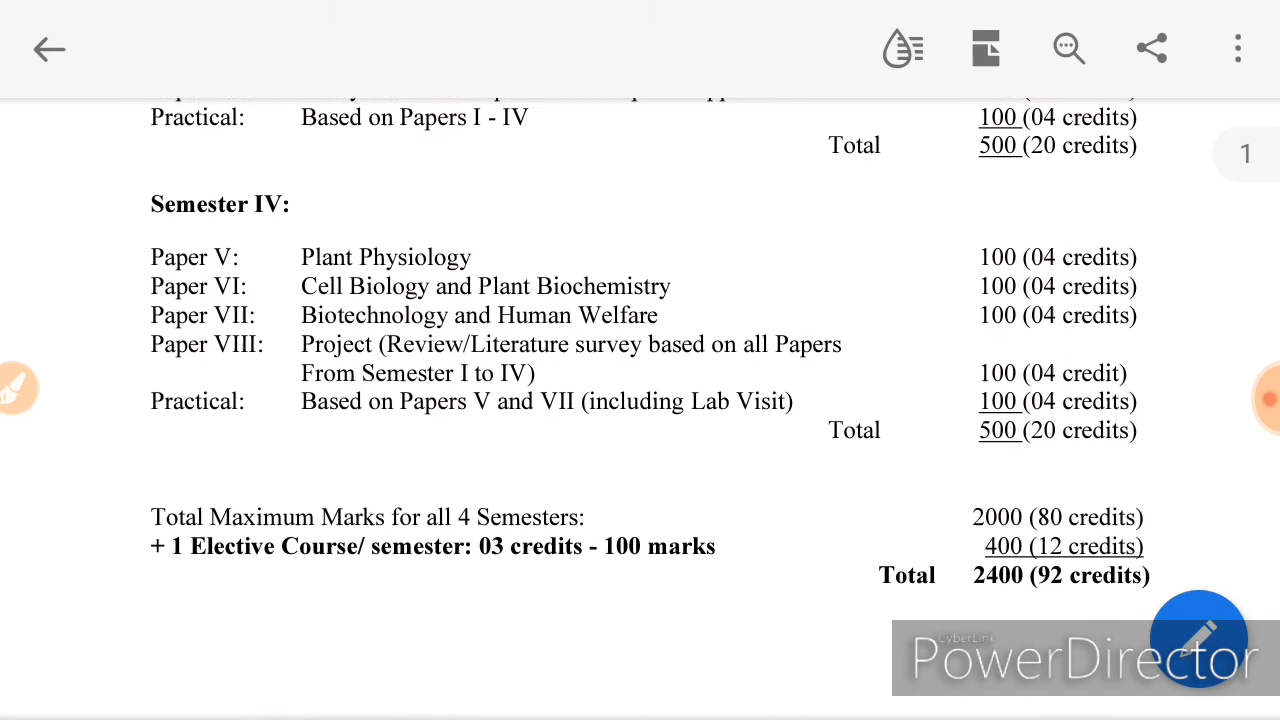 Practical: Based on Papers I - IV 100 (04 credits)
Total 500 (20 credits)
1
Semester IV:
Paper V: Plant Physiology 100 (04 credits)
Paper VI: Cell Biology and Plant Biochemistry 100 (04 credits)
Paper VII: Biotechnology and Human Welfare 100 (04 credits)
Paper VIII: Project (Review/Literature survey based on all Papers
From Semester I to IV) 100 (04 credit)
Practical: Based on Papers V and VII (including Lab Visit) 100 (04 credits)
Total 500 (20 credits)
Total Maximum Marks for all 4 Semesters: 2000 (80 credits)
+ 1 Elective Course/ semester: 03 credits - 100 marks 400 (12 credits)
Total 2400 (92 credits)
CyberLink
PowerDirector